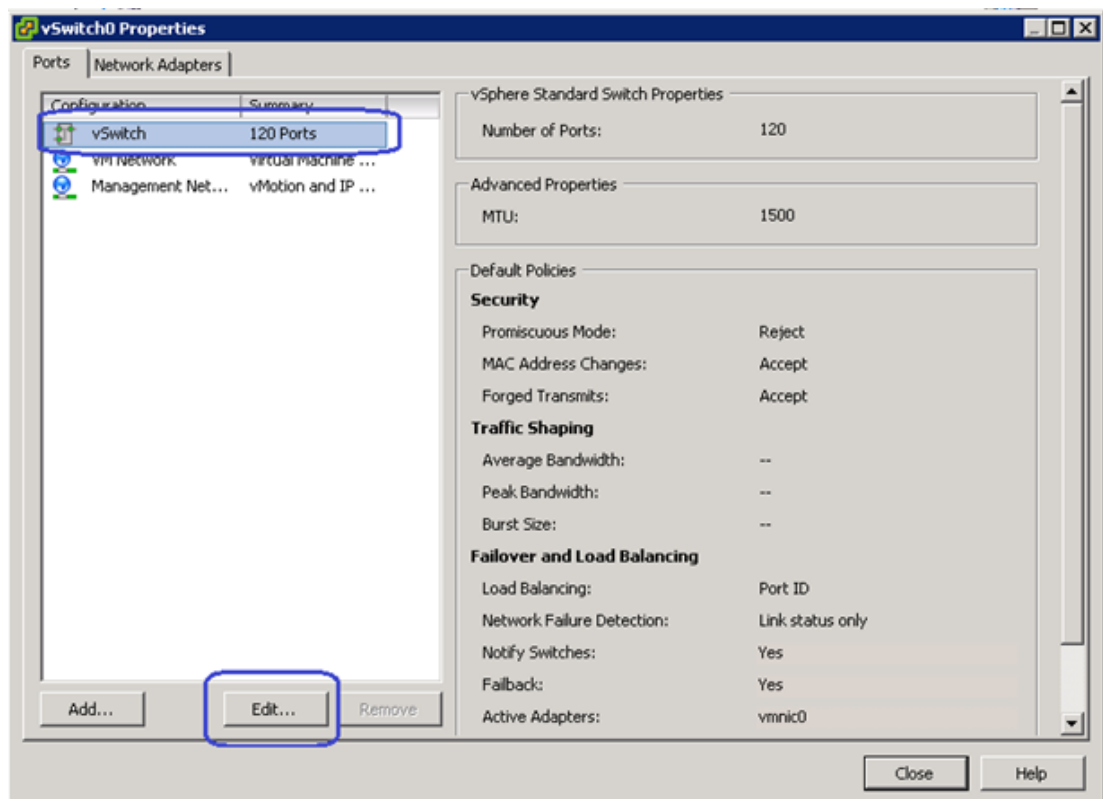 vSwitch0 Properties
Ports Network Adapters
Configuration Summary
vSwitch 120 Ports
VM Network Virtual Machine ...
Management Net... vMotion and IP ...
Add... Edit... Remove
vSphere Standard Switch Properties
Number of Ports: 120
Advanced Properties
MTU: 1500
Default Policies
Security
Promiscuous Mode: Reject
MAC Address Changes: Accept
Forged Transmits: Accept
Traffic Shaping
Average Bandwidth: --
Peak Bandwidth: --
Burst Size: --
Failover and Load Balancing
Load Balancing: Port ID
Network Failure Detection: Link status only
Notify Switches: Yes
Failback: Yes
Active Adapters: vmnic0
Close Help